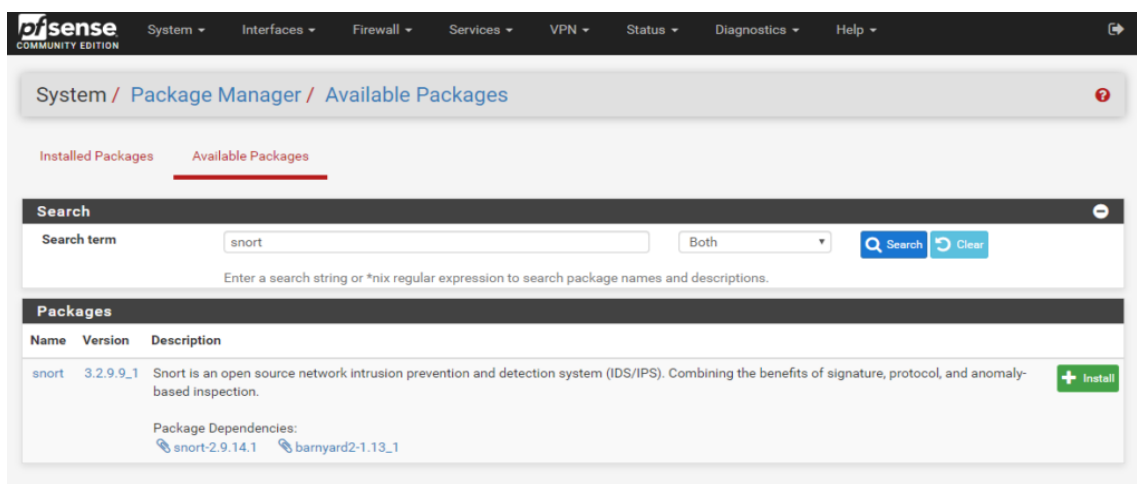 pfsense System Interfaces Firewall Services VPN Status Diagnostics Help
COMMUNITY EDITION
System / Package Manager / Available Packages
Installed Packages Available Packages
Search
Search term snort Both Search Clear
Enter a search string or *nix regular expression to search package names and descriptions.
Packages
Name Version Description
snort 3.2.9.9_1 Snort is an open source network intrusion prevention and detection system (IDS/IPS). Combining the benefits of signature, protocol, and anomaly-
based inspection.
Install
Package Dependencies:
snort-2.9.14.1 barnyard2-1.13_1